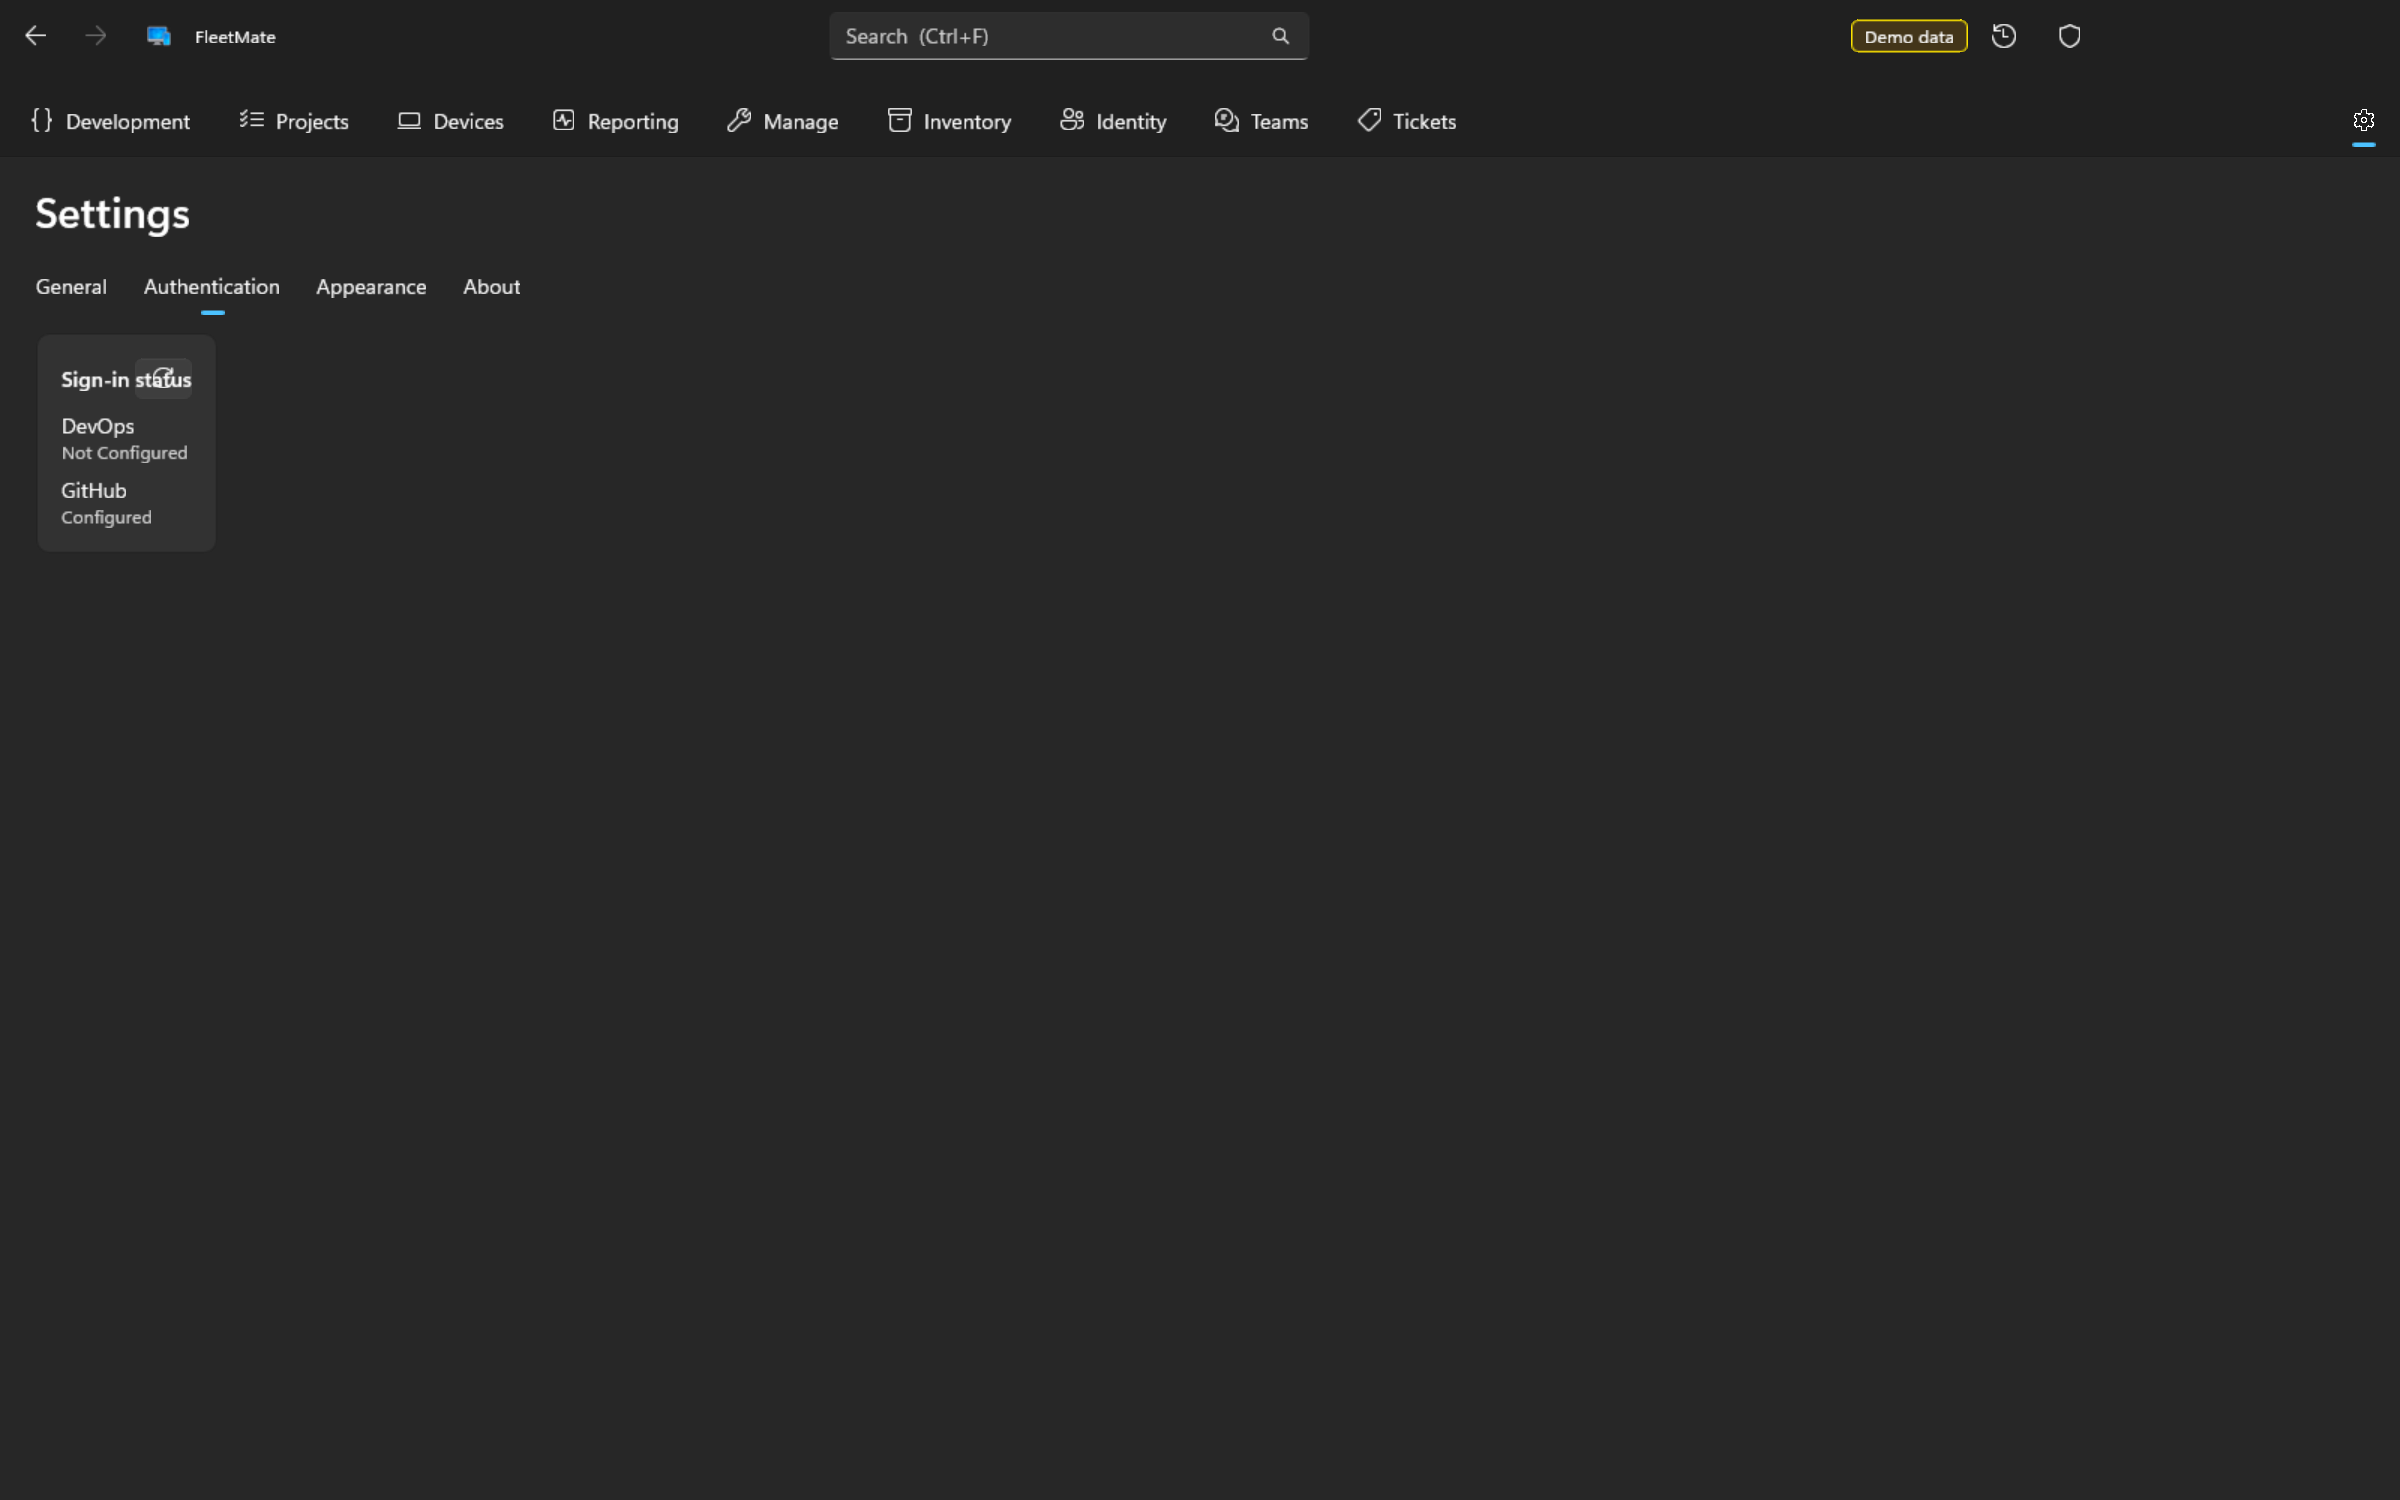 FleetMate
Search (Ctrl+F)
Demo data
Development
Projects
Devices
Reporting
Manage
Inventory
Identity
Teams
Tickets
Settings
General
Authentication
Appearance
About
Sign-in status
DevOps
Not Configured
GitHub
Configured